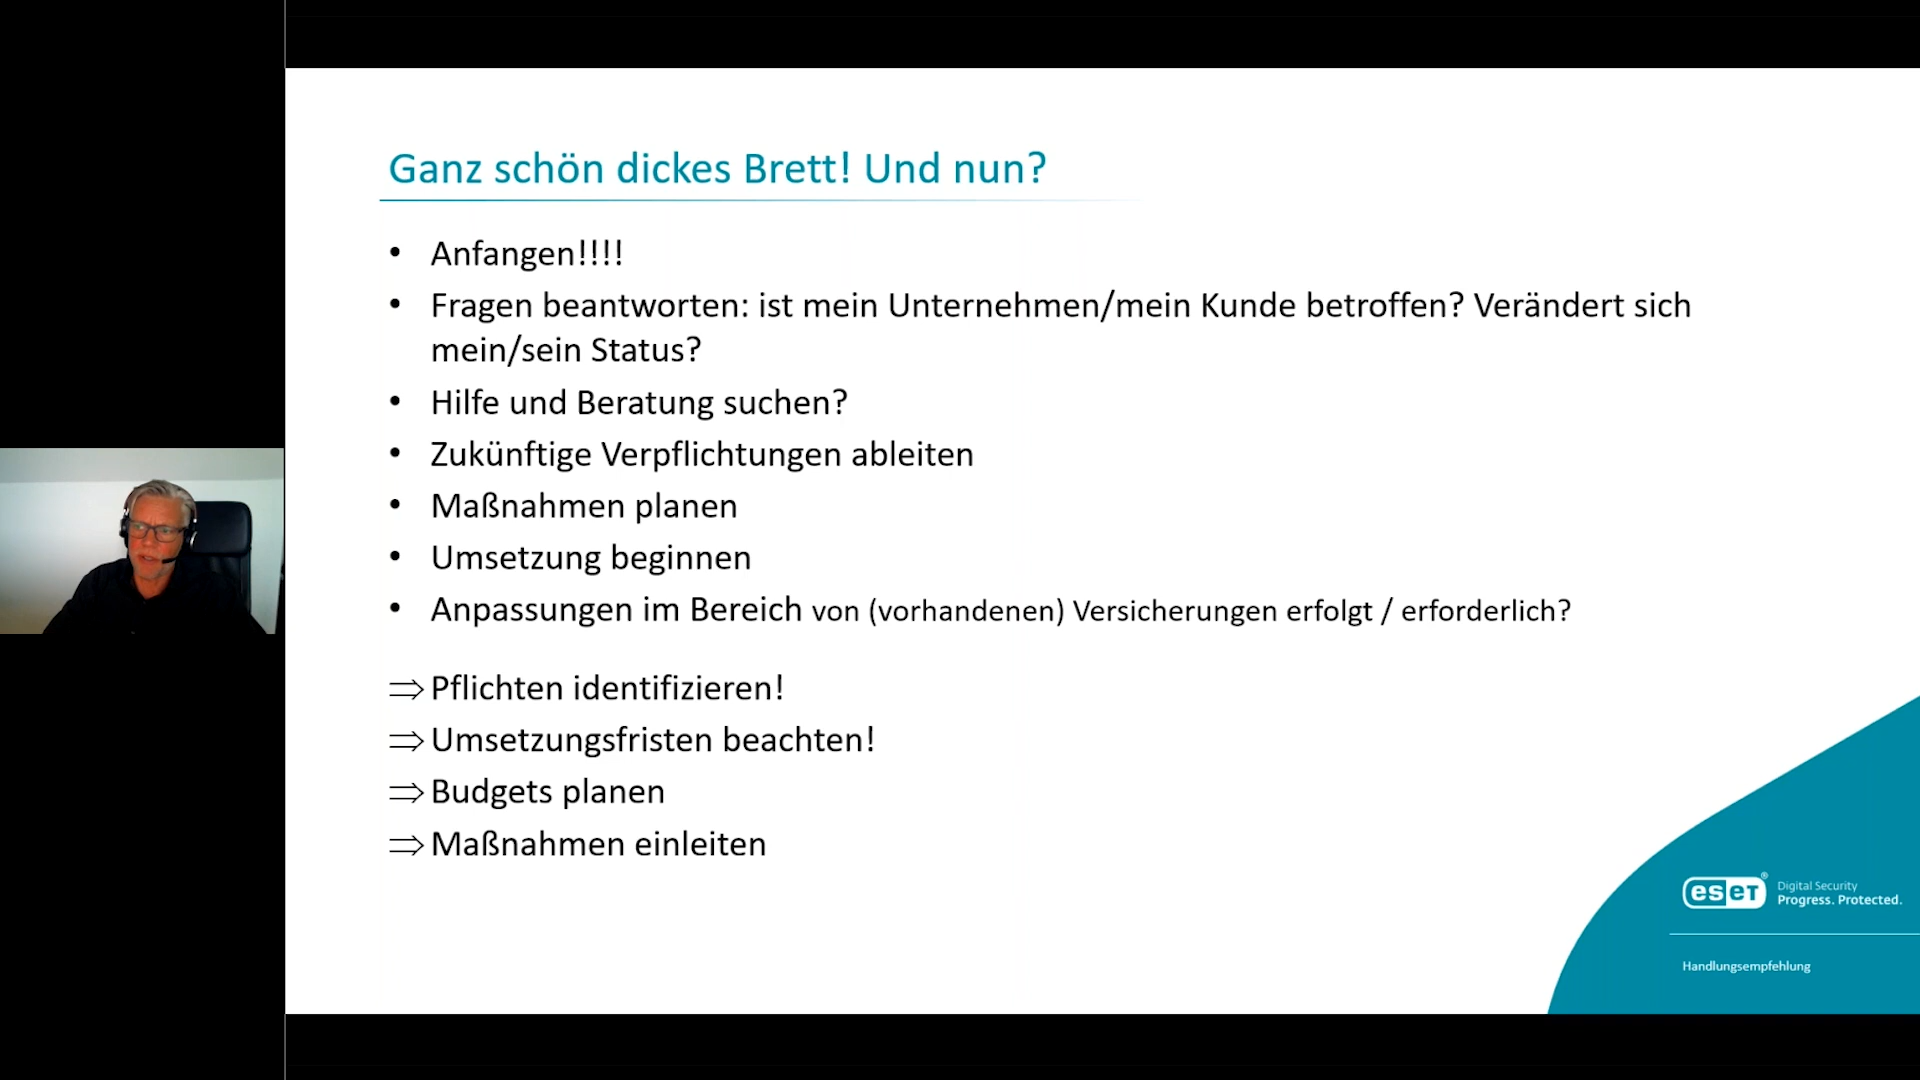 Ganz schön dickes Brett! Und nun?
• Anfangen!!!!
• Fragen beantworten: ist mein Unternehmen/mein Kunde betroffen? Verändert sich
mein/sein Status?
• Hilfe und Beratung suchen?
• Zukünftige Verpflichtungen ableiten
• Maßnahmen planen
• Umsetzung beginnen
• Anpassungen im Bereich von (vorhandenen) Versicherungen erfolgt / erforderlich?
⇒ Pflichten identifizieren!
⇒ Umsetzungsfristen beachten!
⇒ Budgets planen
⇒ Maßnahmen einleiten
eseT®
Digital Security
Progress. Protected.
Handlungsempfehlung